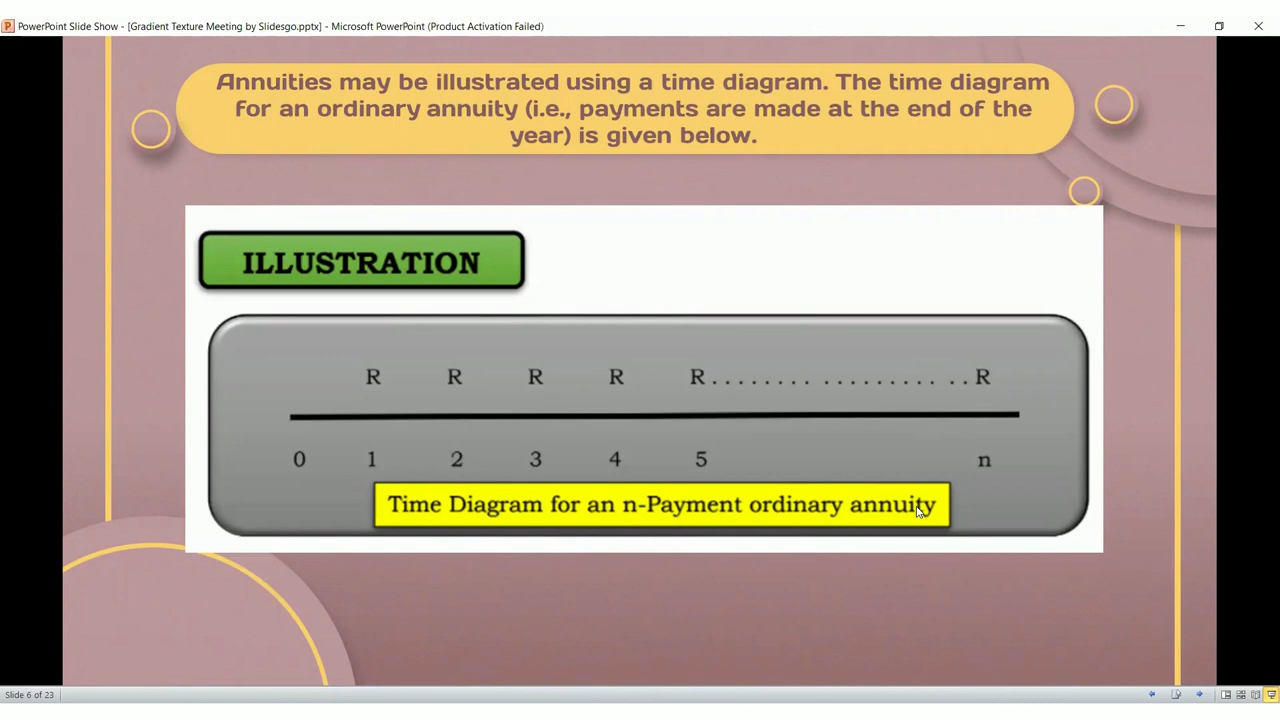 PowerPoint Slide Show - [Gradient Texture Meeting by Slidesgo.pptx] - Microsoft PowerPoint (Product Activation Failed)
Annuities may be illustrated using a time diagram. The time diagram
for an ordinary annuity (i.e., payments are made at the end of the
year) is given below.
ILLUSTRATION
R R R R R........ ......... ..R
0 1 2 3 4 5 n
Time Diagram for an n-Payment ordinary annuity
Slide 6 of 23